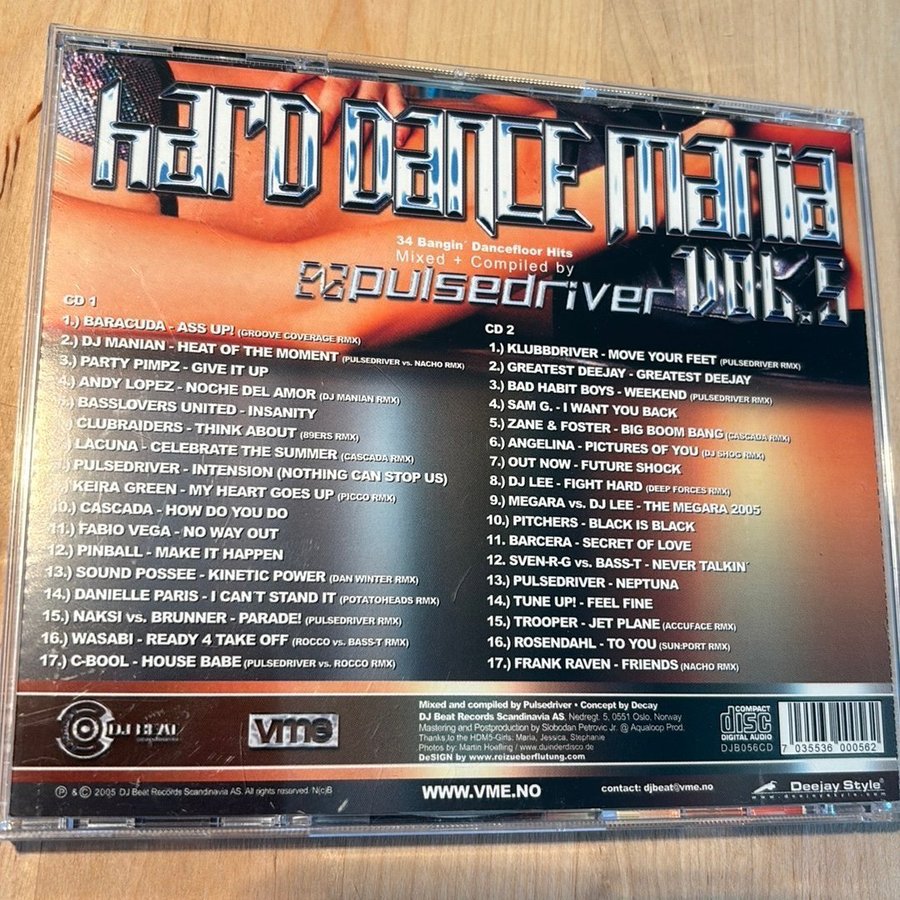 HARD DANCE MANIA
VOL.5
34 Bangin´ Dancefloor Hits
Mixed + Compiled by
pulsedriver
CD 1
1.) BARACUDA - ASS UP! (GROOVE COVERAGE RMX)
2.) DJ MANIAN - HEAT OF THE MOMENT (PULSEDRIVER vs. NACHO RMX)
3.) PARTY PIMPZ - GIVE IT UP
4.) ANDY LOPEZ - NOCHE DEL AMOR (DJ MANIAN RMX)
.) BASSLOVERS UNITED - INSANITY
CLUBRAIDERS - THINK ABOUT (89ERS RMX)
LAGUNA - CELEBRATE THE SUMMER (CASCADA RMX)
.) PULSEDRIVER - INTENSION (NOTHING CAN STOP US)
) KEIRA GREEN - MY HEART GOES UP (PICCO RMX)
10.) CASCADA - HOW DO YOU DO
11.) FABIO VEGA - NO WAY OUT
12.) PINBALL - MAKE IT HAPPEN
13.) SOUND POSSEE - KINETIC POWER (DAN WINTER RMX)
14.) DANIELLE PARIS - I CAN´T STAND IT (POTATOHEADS RMX)
15.) NAKSI vs. BRUNNER - PARADE! (PULSEDRIVER RMX)
16.) WASABI - READY 4 TAKE OFF (ROCCO vs. BASS-T RMX)
17.) C-BOOL - HOUSE BABE (PULSEDRIVER vs. ROCCO RMX)
CD 2
1.) KLUBBDRIVER - MOVE YOUR FEET (PULSEDRIVER RMX)
2.) GREATEST DEEJAY - GREATEST DEEJAY
3.) BAD HABIT BOYS - WEEKEND (PULSEDRIVER RMX)
4.) SAM G. - I WANT YOU BACK
5.) ZANE & FOSTER - BIG BOOM BANG (CASCADA RMX)
6.) ANGELINA - PICTURES OF YOU (DJ SHOG RMX)
7.) OUT NOW - FUTURE SHOCK
8.) DJ LEE - FIGHT HARD (DEEP FORCES RMX)
9.) MEGARA vs. DJ LEE - THE MEGARA 2005
10.) PITCHERS - BLACK IS BLACK
11. BARCERA - SECRET OF LOVE
12. SVEN-R-G vs. BASS-T - NEVER TALKIN´
13.) PULSEDRIVER - NEPTUNA
14.) TUNE UP! - FEEL FINE
15.) TROOPER - JET PLANE (ACCUFACE RMX)
16.) ROSENDAHL - TO YOU (SUN:PORT RMX)
17.) FRANK RAVEN - FRIENDS (NACHO RMX)
DJ BEAT
vme
Mixed and compiled by Pulsedriver • Concept by Decay
DJ Beat Records Scandinavia AS, Nedregt. 5, 0551 Oslo, Norway
Mastering and Postproduction by Slobodan Petrovic Jr. @ Aqualoop Prod.
Thanks to the HDM5-Girls: Maria, Jessica, Stephanie
Photos by: Martin Hoefling / www.duinderdisco.de
DeSIGN by www.reizueberflutung.com
COMPACT
disc
DIGITAL AUDIO
DJB056CD
7 035536 000562
℗ & © 2005 DJ Beat Records Scandinavia AS. All rights reserved. N(c)B
WWW.VME.NO
contact: djbeat@vme.no
Deejay Style
www.deejaystyle.com